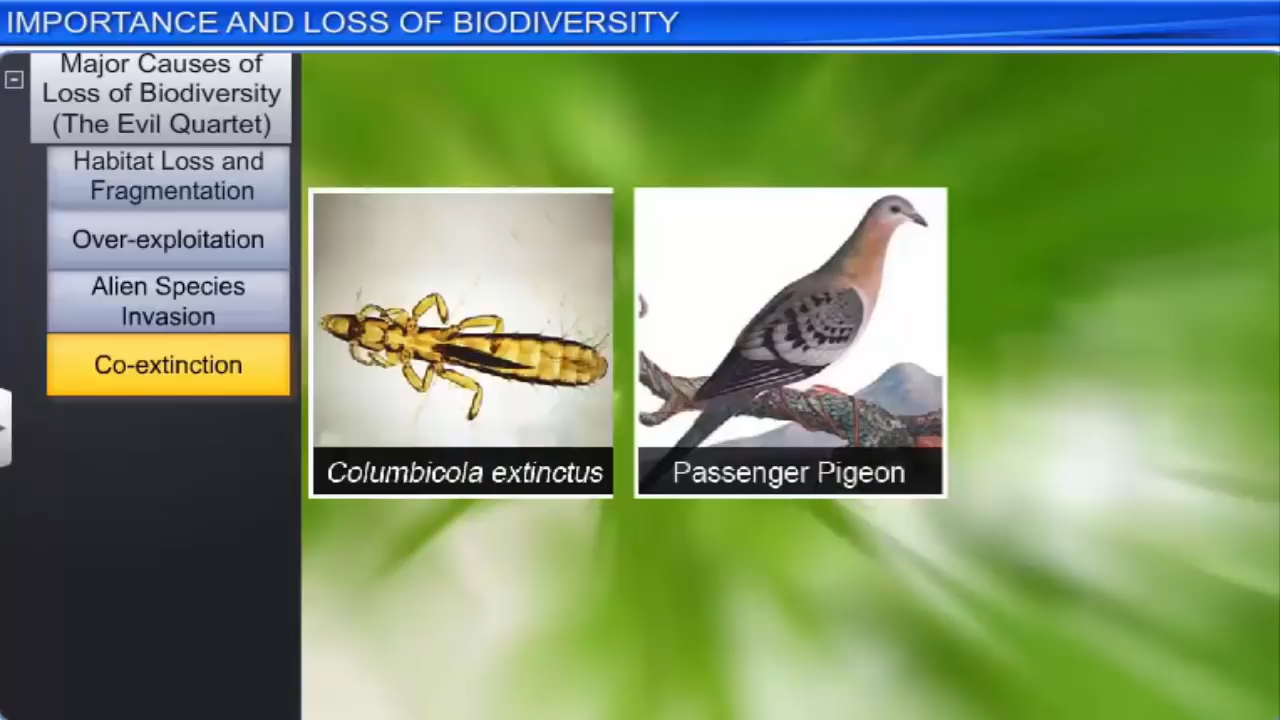 IMPORTANCE AND LOSS OF BIODIVERSITY
Major Causes of
Loss of Biodiversity
(The Evil Quartet)
Habitat Loss and
Fragmentation
Over-exploitation
Alien Species
Invasion
Co-extinction
Columbicola extinctus
Passenger Pigeon